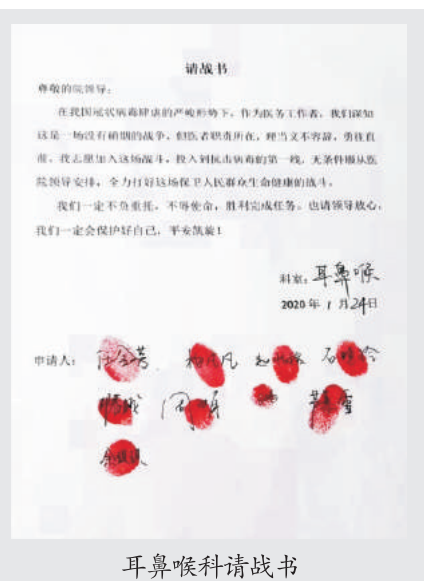 请战书
尊敬的院领导：
在我国冠状病毒肆虐的严峻形势下，作为医务工作者，我们深知
这是一场没有硝烟的战争，但医者职责所在，理当义不容辞，勇往直
前。我志愿加入这场战斗，投入到抗击病毒的第一线，无条件服从医
院领导安排，全力打好这场保卫人民群众生命健康的战斗。
我们一定不负重托，不辱使命，胜利完成任务。也请领导放心，
我们一定会保护好自己，平安凯旋！
科室：耳鼻喉
2020年1月24日
申请人：
耳鼻喉科请战书